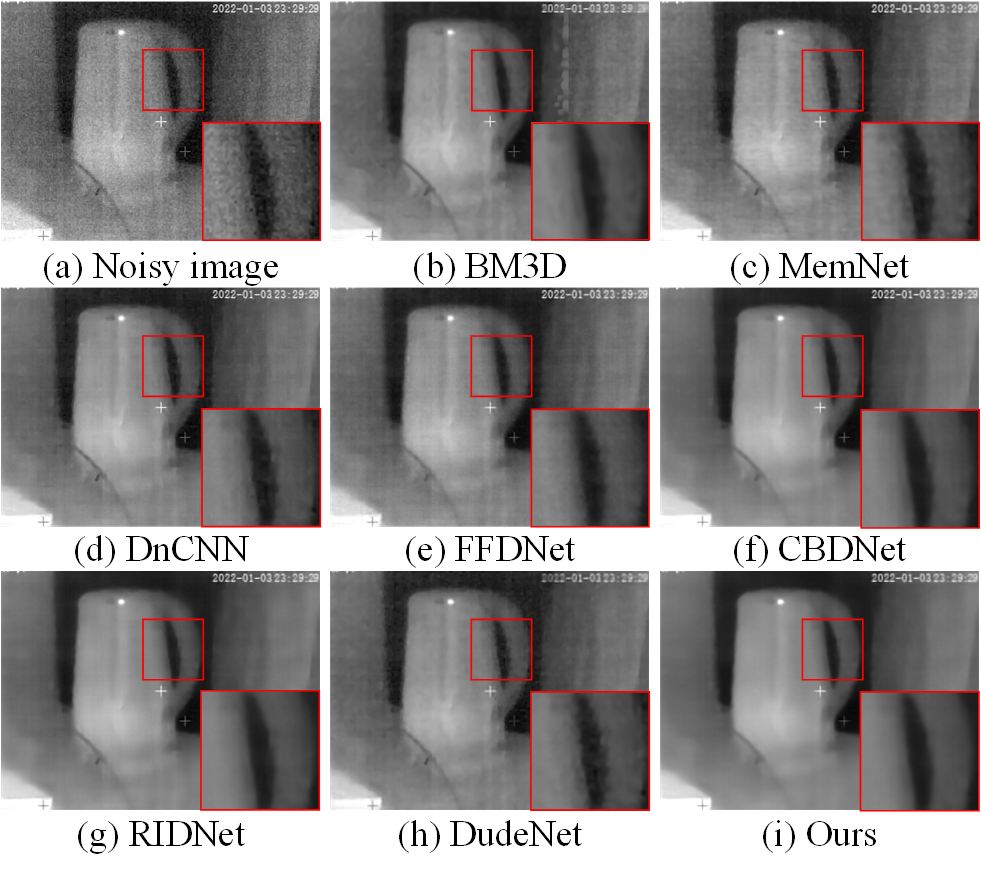 2022-01-03 23:29:29 2022-01-03 23:29:29 2022-01-03 23:29:29
(a) Noisy image (b) BM3D (c) MemNet
2022-01-03 23:29:29 2022-01-03 23:29:29 2022-01-03 23:29:29
(d) DnCNN (e) FFDNet (f) CBDNet
2022-01-03 23:29:29 2022-01-03 23:29:29 2022-01-03 23:29:29
(g) RIDNet (h) DudeNet (i) Ours